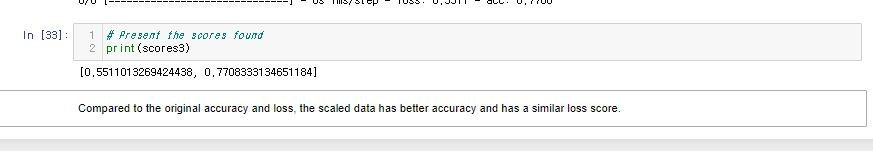 In [33]:
1 # Present the scores found
2 print(scores3)
[0,5511013269424438, 0,7708333134651184]
Compared to the original accuracy and loss, the scaled data has better accuracy and has a similar loss score.